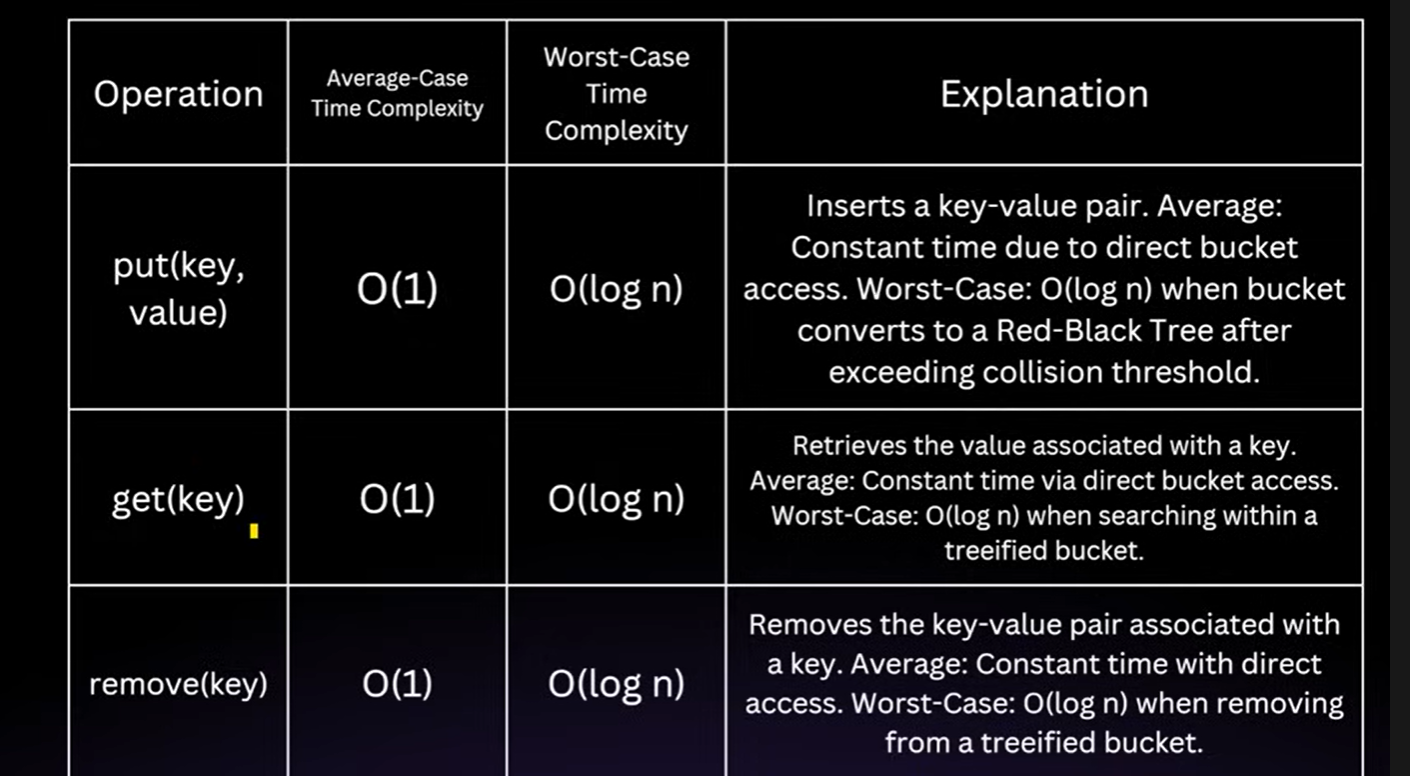 Operation
Average-Case
Time Complexity
Worst-Case
Time
Complexity
Explanation
put(key,
value)
O(1)
O(log n)
Inserts a key-value pair. Average:
Constant time due to direct bucket
access. Worst-Case: O(log n) when bucket
converts to a Red-Black Tree after
exceeding collision threshold.
get(key)
O(1)
O(log n)
Retrieves the value associated with a key.
Average: Constant time via direct bucket access.
Worst-Case: O(log n) when searching within a
treeified bucket.
remove(key)
O(1)
O(log n)
Removes the key-value pair associated with
a key. Average: Constant time with direct
access. Worst-Case: O(log n) when removing
from a treeified bucket.